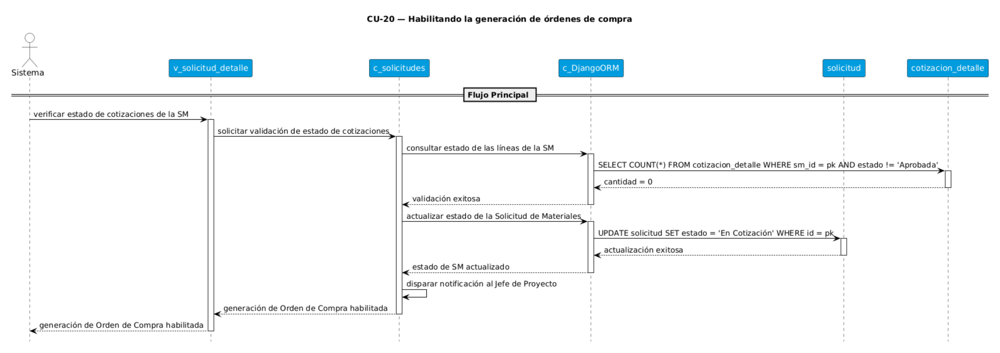 CU-20 — Habilitando la generación de órdenes de compra
Sistema
v_solicitud_detalle
c_solicitudes
c_DjangoORM
solicitud
cotizacion_detalle
Flujo Principal
verificar estado de cotizaciones de la SM
solicitar validación de estado de cotizaciones
consultar estado de las líneas de la SM
SELECT COUNT(*) FROM cotizacion_detalle WHERE sm_id = pk AND estado != 'Aprobada'
cantidad = 0
validación exitosa
actualizar estado de la Solicitud de Materiales
UPDATE solicitud SET estado = 'En Cotización' WHERE id = pk
actualización exitosa
estado de SM actualizado
disparar notificación al Jefe de Proyecto
generación de Orden de Compra habilitada
generación de Orden de Compra habilitada